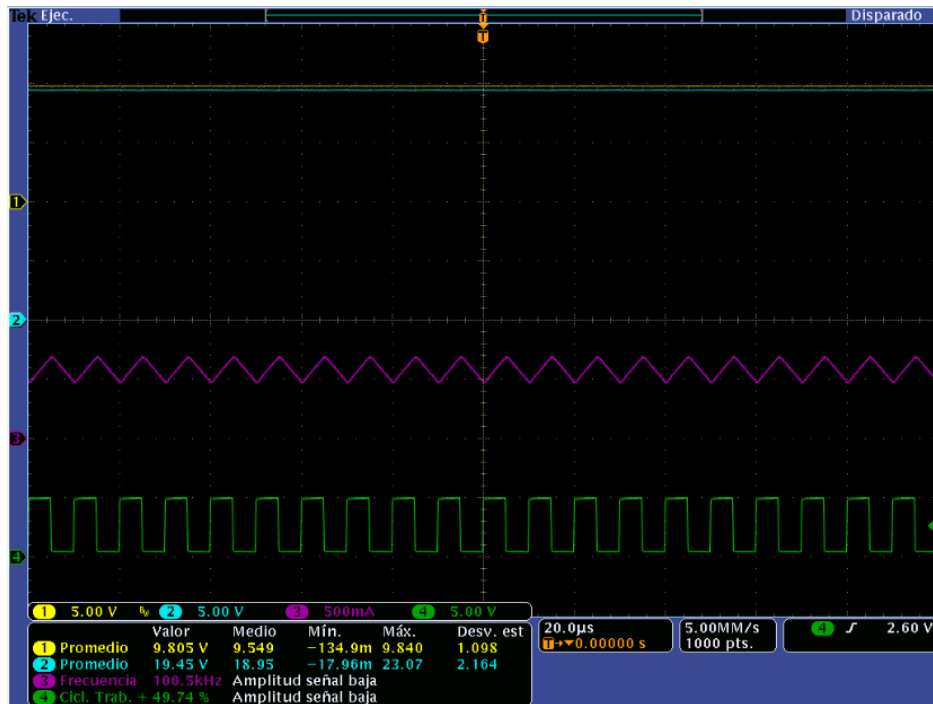 Tek Ejec. Disparado
T
T
1
2
3
4
1 5.00 V BW 2 5.00 V 3 500mA 4 5.00 V
Valor Medio Mín. Máx. Desv. est
1 Promedio 9.805 V 9.549 −134.9m 9.840 1.098
2 Promedio 19.45 V 18.95 −17.96m 23.07 2.164
3 Frecuencia 100.5kHz Amplitud señal baja
4 Cicl. Trab. + 49.74 % Amplitud señal baja
20.0µs
T→▼0.00000 s
5.00MM/s
1000 pts.
4 2.60 V